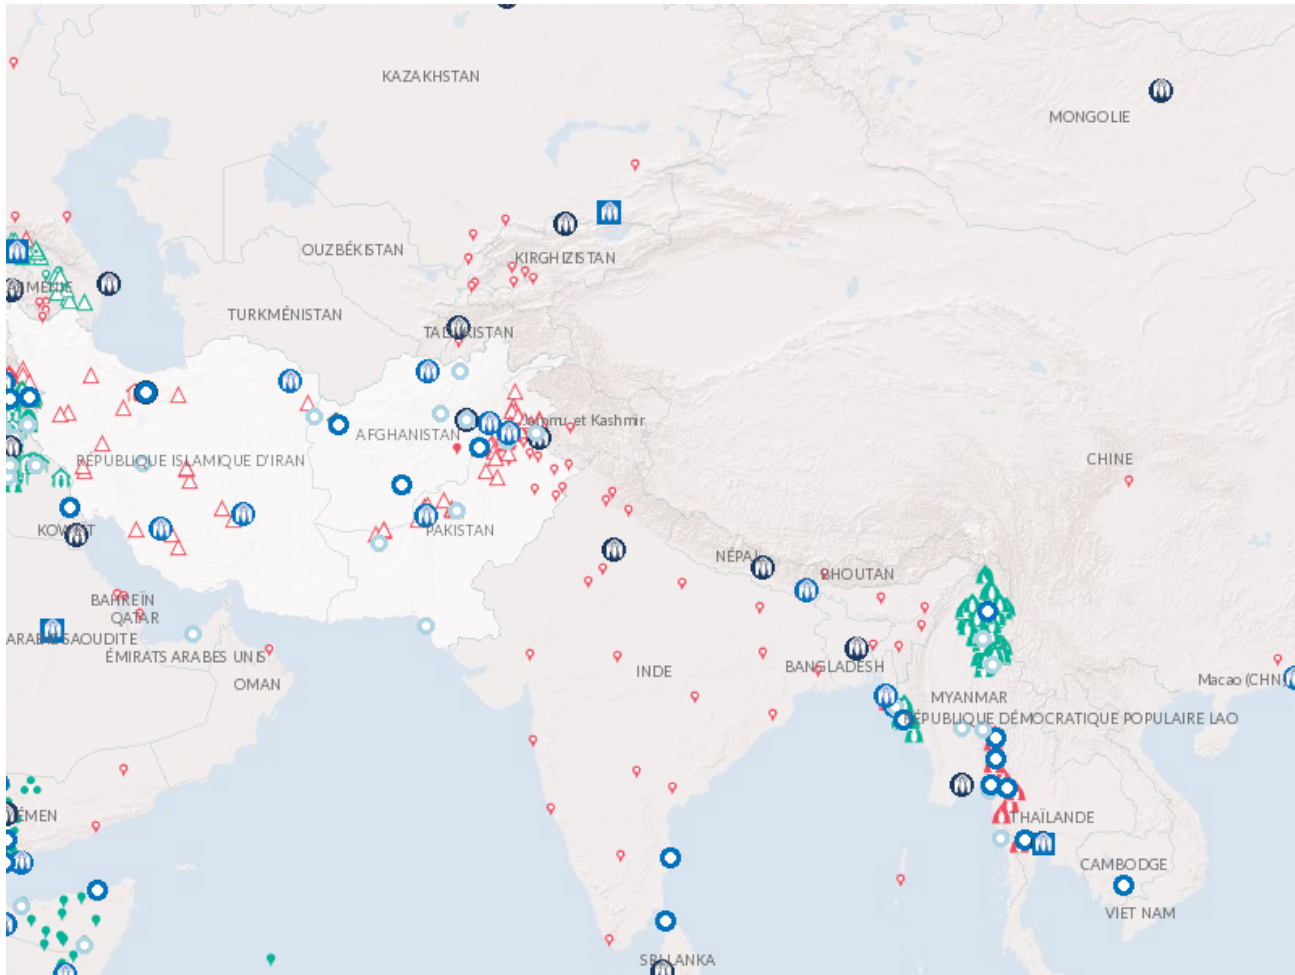 KAZAKHSTAN
MONGOLIE
OUZBÉKISTAN
KIRGHIZISTAN
ARMÉNIE
TURKMÉNISTAN
TADJIKISTAN
Jammu et Kashmir
AFGHANISTAN
RÉPUBLIQUE ISLAMIQUE D'IRAN
CHINE
KOWEÏT
PAKISTAN
NÉPAL
BHOUTAN
BAHREÏN
QATAR
ARABIE SAOUDITE
ÉMIRATS ARABES UNIS
INDE
BANGLADESH
OMAN
Macao (CHN)
MYANMAR
RÉPUBLIQUE DÉMOCRATIQUE POPULAIRE LAO
YÉMEN
THAÏLANDE
CAMBODGE
VIET NAM
SRI LANKA